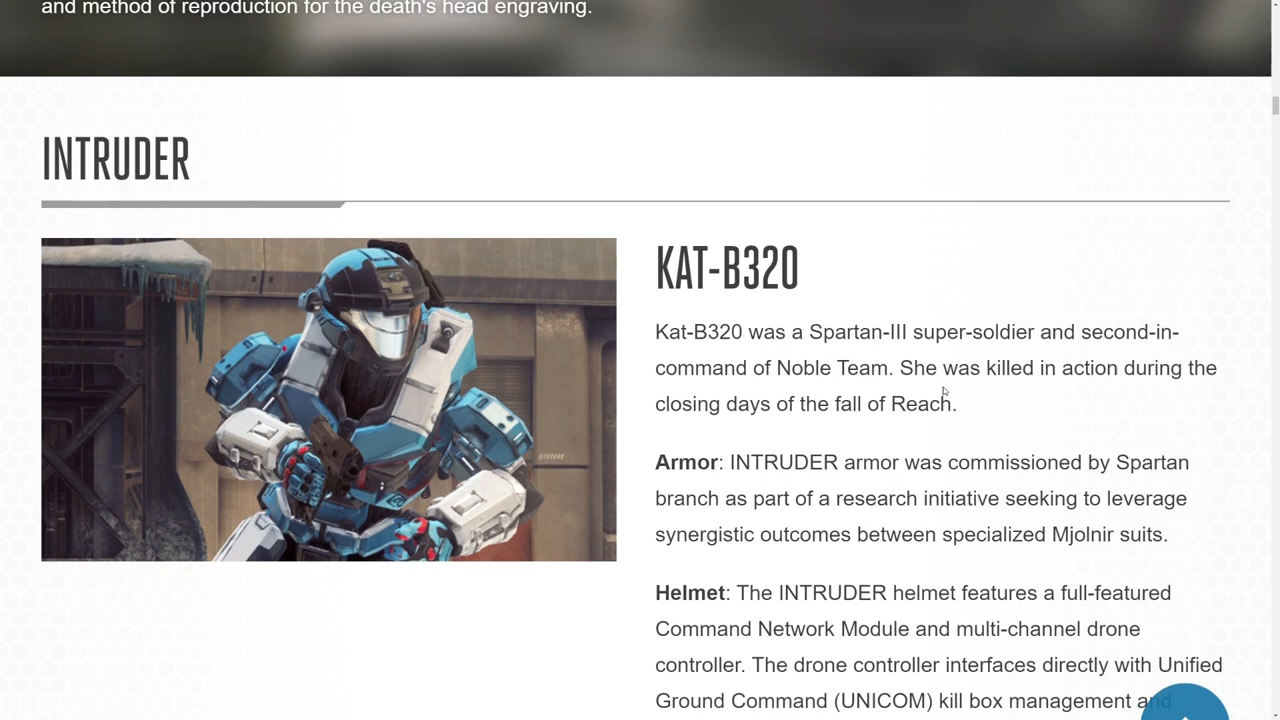 and method of reproduction for the death's head engraving.
INTRUDER
KAT-B320
Kat-B320 was a Spartan-III super-soldier and second-in-
command of Noble Team. She was killed in action during the
closing days of the fall of Reach.
Armor: INTRUDER armor was commissioned by Spartan
branch as part of a research initiative seeking to leverage
synergistic outcomes between specialized Mjolnir suits.
Helmet: The INTRUDER helmet features a full-featured
Command Network Module and multi-channel drone
controller. The drone controller interfaces directly with Unified
Ground Command (UNICOM) kill box management and